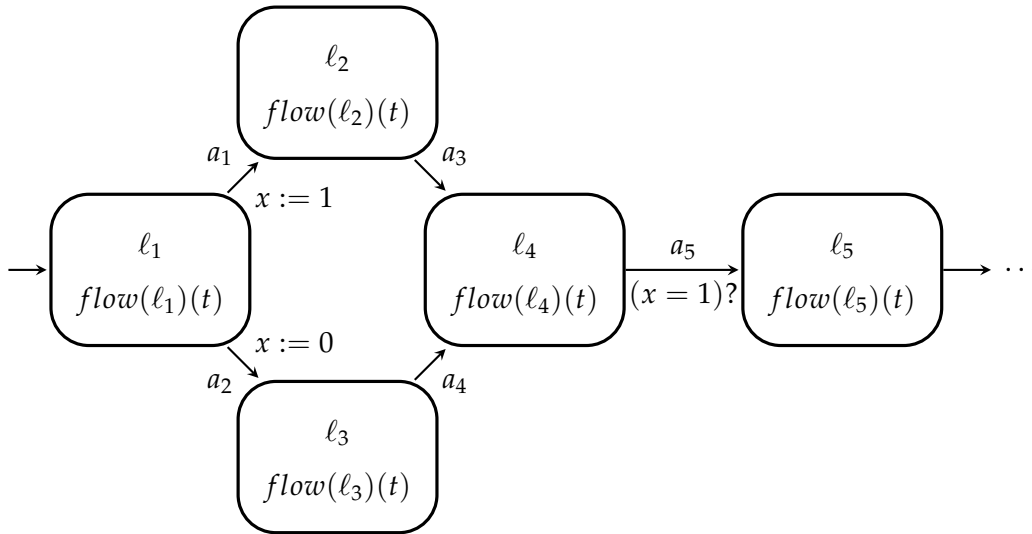 ℓ₂
flow(ℓ₂)(t)
a₁
a₃
x := 1
ℓ₁
flow(ℓ₁)(t)
ℓ₄
flow(ℓ₄)(t)
a₅
(x = 1)?
ℓ₅
flow(ℓ₅)(t)
··
x := 0
a₂
a₄
ℓ₃
flow(ℓ₃)(t)